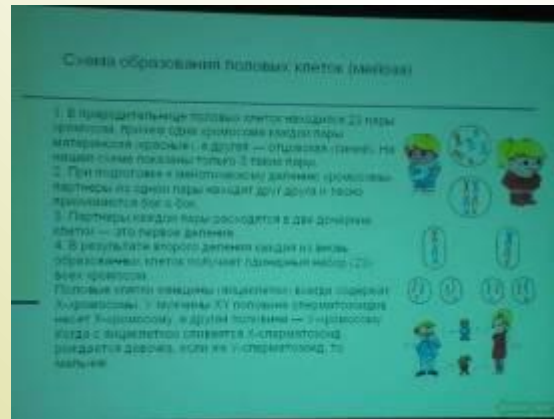 Схема образования половых клеток (мейоза)
1. В прародительнице половых клеток находится 23 пары
хромосом, причем одна хромосома каждой пары
материнская (красные), а другая — отцовская (синие). На
нашей схеме показаны только 3 такие пары.
2. При подготовке к мейотическому делению хромосомы-
партнеры из одной пары находят друг друга и тесно
прижимаются бок о бок.
3. Партнеры каждой пары расходятся в две дочерние
клетки — это первое деление.
4. В результате второго деления каждая из вновь
образованных клеток получает одинарный набор (23)
всех хромосом.
Половые клетки женщины (яйцеклетки) всегда содержат
X-хромосомы. У мужчины XY половина сперматозоидов
несет X-хромосому, а другая половина — Y-хромосому.
Когда с яйцеклеткой сливается X-сперматозоид,
рождается девочка, если же Y-сперматозоид, то
мальчик.